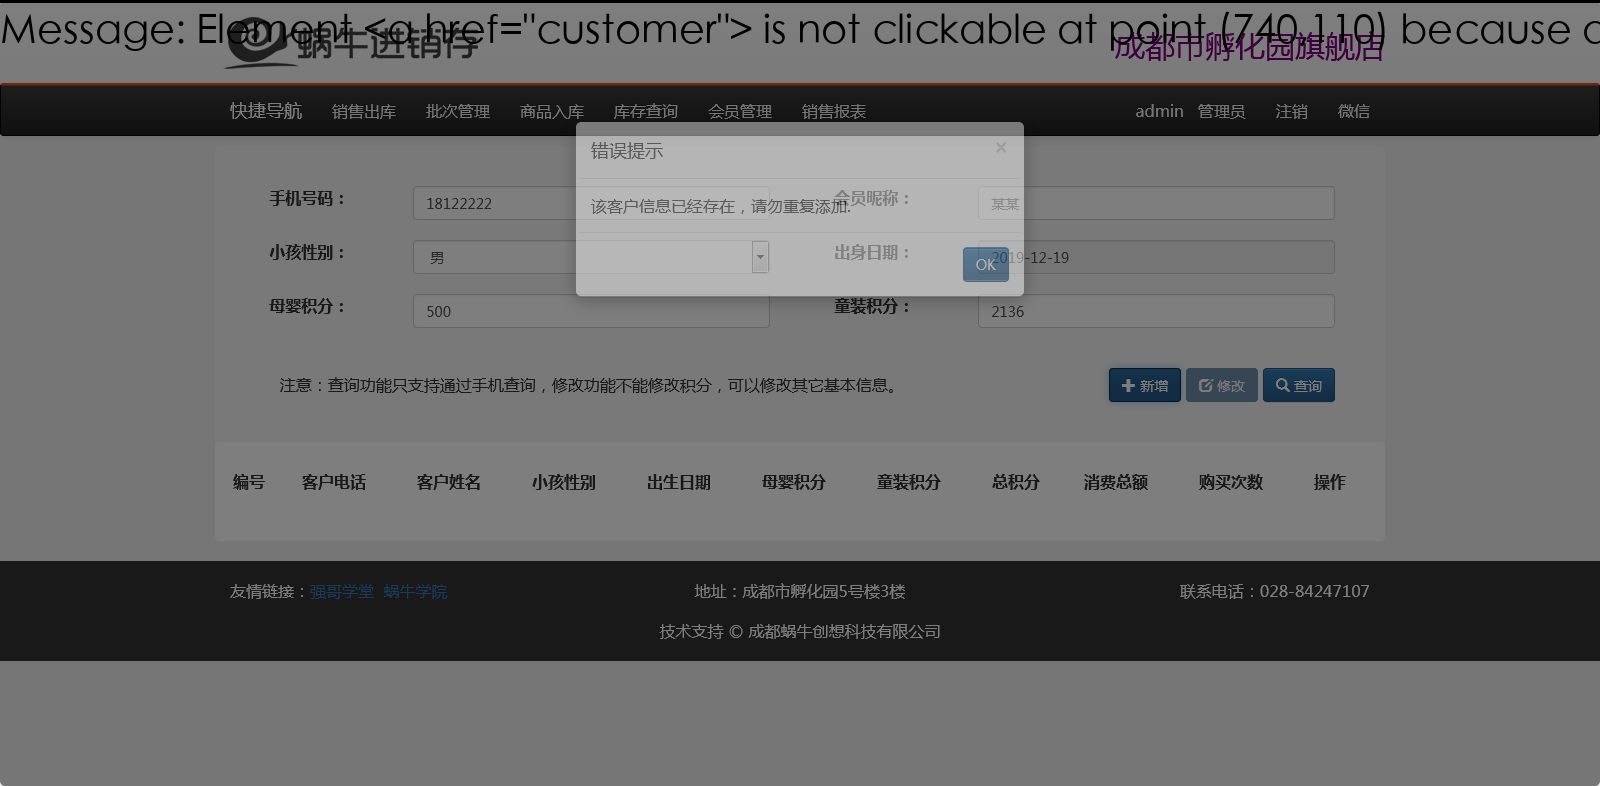 Message: Element <a href="customer"> is not clickable at point (740,110) because
蜗牛进销存
成都市孵化园旗舰店
快捷导航 销售出库 批次管理 商品入库 库存查询 会员管理 销售报表 admin 管理员 注销 微信
错误提示 ×
手机号码： 18122222 会员昵称： 某某
该客户信息已经存在，请勿重复添加.
小孩性别： 男 出身日期： 2019-12-19
OK
母婴积分： 500 童装积分： 2136
注意：查询功能只支持通过手机查询，修改功能不能修改积分，可以修改其它基本信息。 新增 修改 查询
编号 客户电话 客户姓名 小孩性别 出生日期 母婴积分 童装积分 总积分 消费总额 购买次数 操作
友情链接：强哥学堂 蜗牛学院 地址：成都市孵化园5号楼3楼 联系电话：028-84247107
技术支持 © 成都蜗牛创想科技有限公司